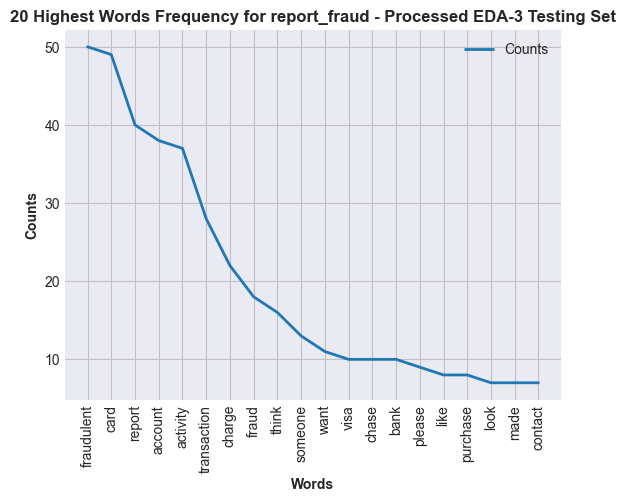 20 Highest Words Frequency for report_fraud - Processed EDA-3 Testing Set
Counts
50
40
30
20
10
Counts
fraudulent
card
report
account
activity
transaction
charge
fraud
think
someone
want
visa
chase
bank
please
like
purchase
look
made
contact
Words